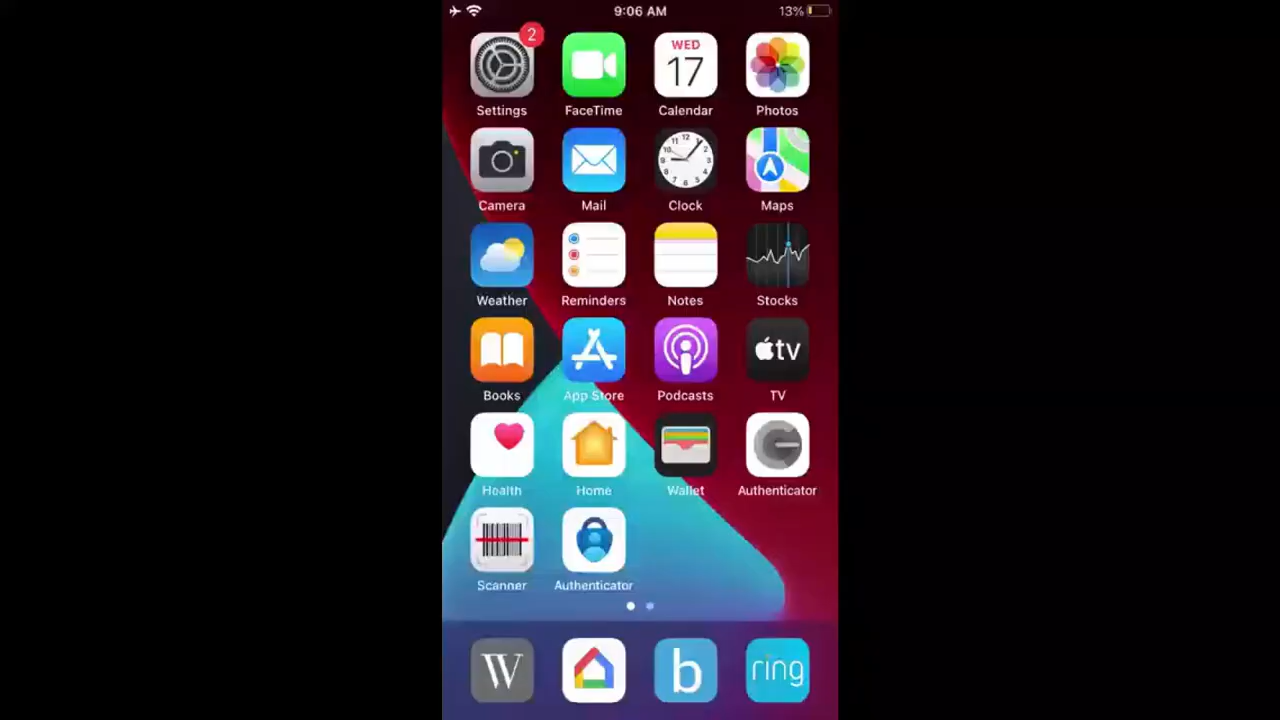 9:06 AM 13%
2
WED
17
Settings FaceTime Calendar Photos
Camera Mail Clock Maps
Weather Reminders Notes Stocks
tv
Books App Store Podcasts TV
Health Home Wallet Authenticator
Scanner Authenticator
W b ring